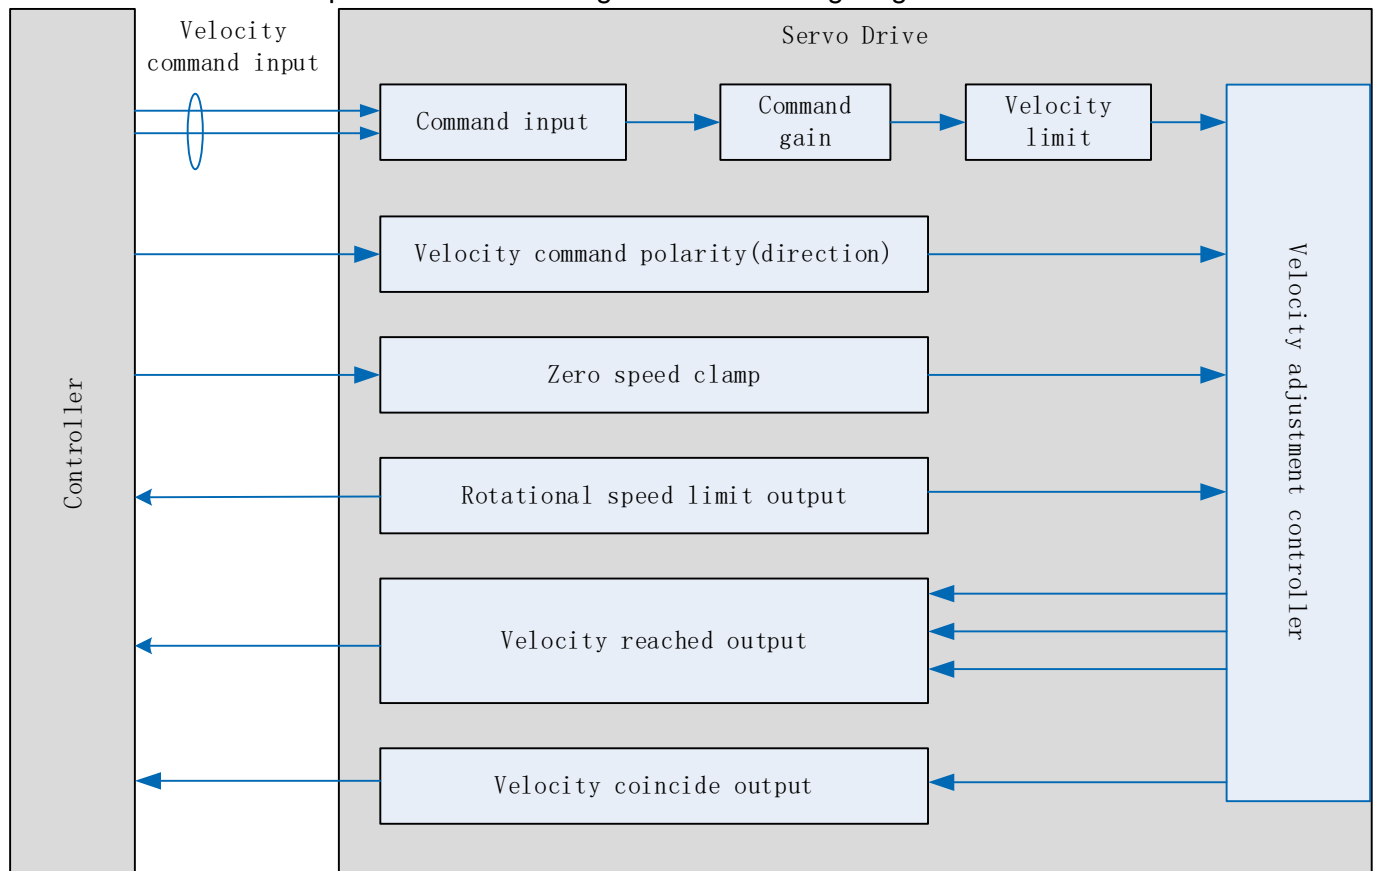 Velocity
command input
Servo Drive
Command input
Command
gain
Velocity
limit
Velocity command polarity(direction)
Zero speed clamp
Rotational speed limit output
Velocity reached output
Velocity coincide output
Controller
Velocity adjustment controller